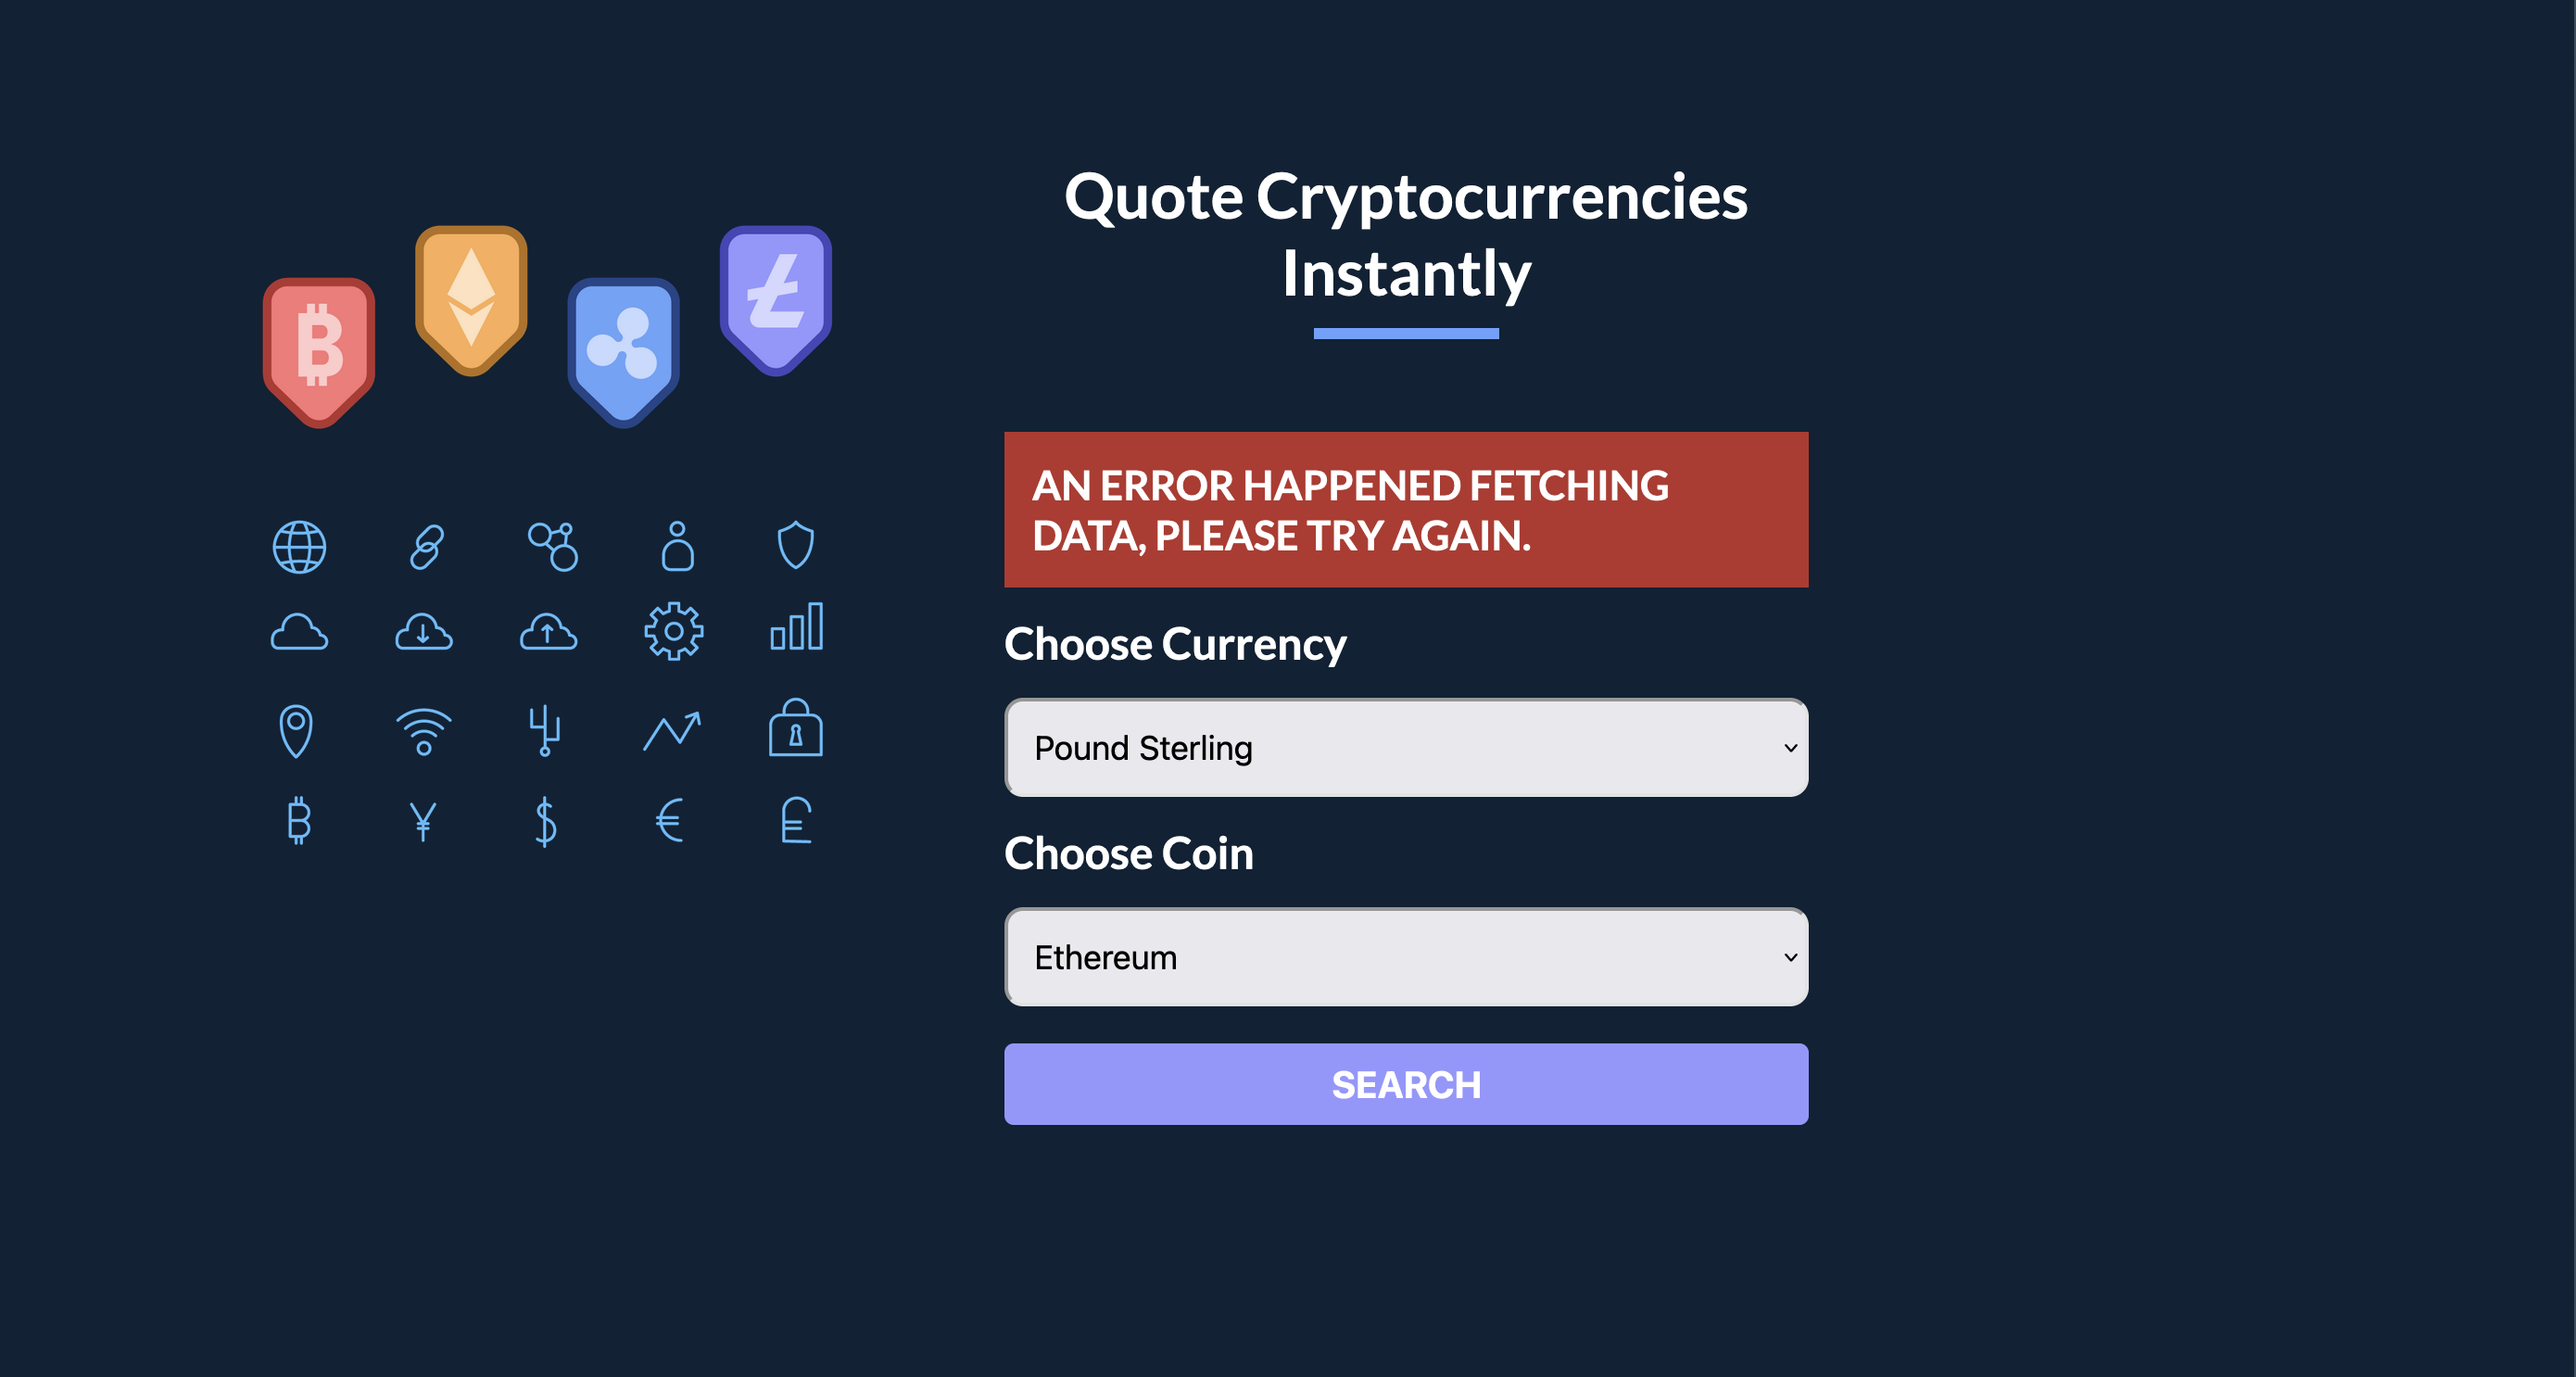 Quote Cryptocurrencies
Instantly
AN ERROR HAPPENED FETCHING
DATA, PLEASE TRY AGAIN.
Choose Currency
Pound Sterling
Choose Coin
Ethereum
SEARCH